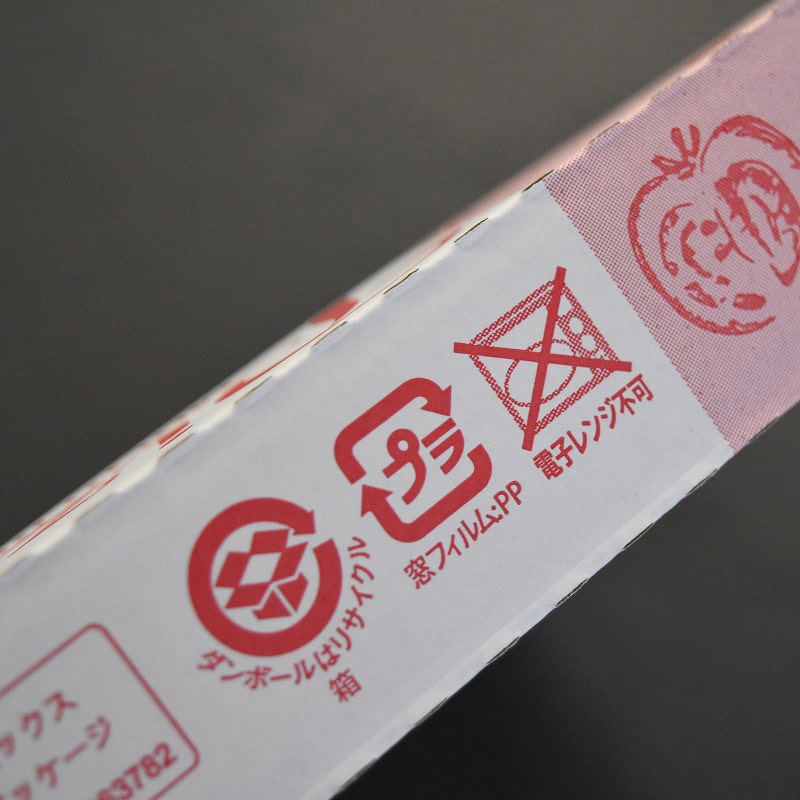 電子レンジ不可
プラ
窓フィルム:PP
ダンボールはリサイクル
箱
ックス
ッケージ
63782